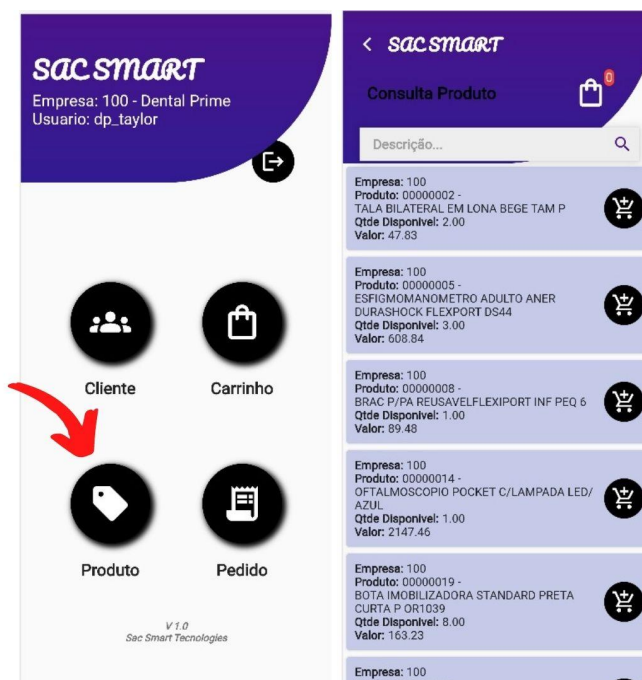 SAC SMART
Empresa: 100 - Dental Prime
Usuario: dp_taylor
Cliente
Carrinho
Produto
Pedido
V 1.0
Sac Smart Tecnologies
SAC SMART
Consulta Produto
0
Descrição...
Empresa: 100
Produto: 00000002 -
TALA BILATERAL EM LONA BEGE TAM P
Qtde Disponivel: 2.00
Valor: 47.83
Empresa: 100
Produto: 00000005 -
ESFIGMOMANOMETRO ADULTO ANER
DURASHOCK FLEXPORT DS44
Qtde Disponivel: 3.00
Valor: 608.84
Empresa: 100
Produto: 00000008 -
BRAC P/PA REUSAVELFLEXIPORT INF PEQ 6
Qtde Disponivel: 1.00
Valor: 89.48
Empresa: 100
Produto: 00000014 -
OFTALMOSCOPIO POCKET C/LAMPADA LED/
AZUL
Qtde Disponivel: 1.00
Valor: 2147.46
Empresa: 100
Produto: 00000019 -
BOTA IMOBILIZADORA STANDARD PRETA
CURTA P OR1039
Qtde Disponivel: 8.00
Valor: 163.23
Empresa: 100